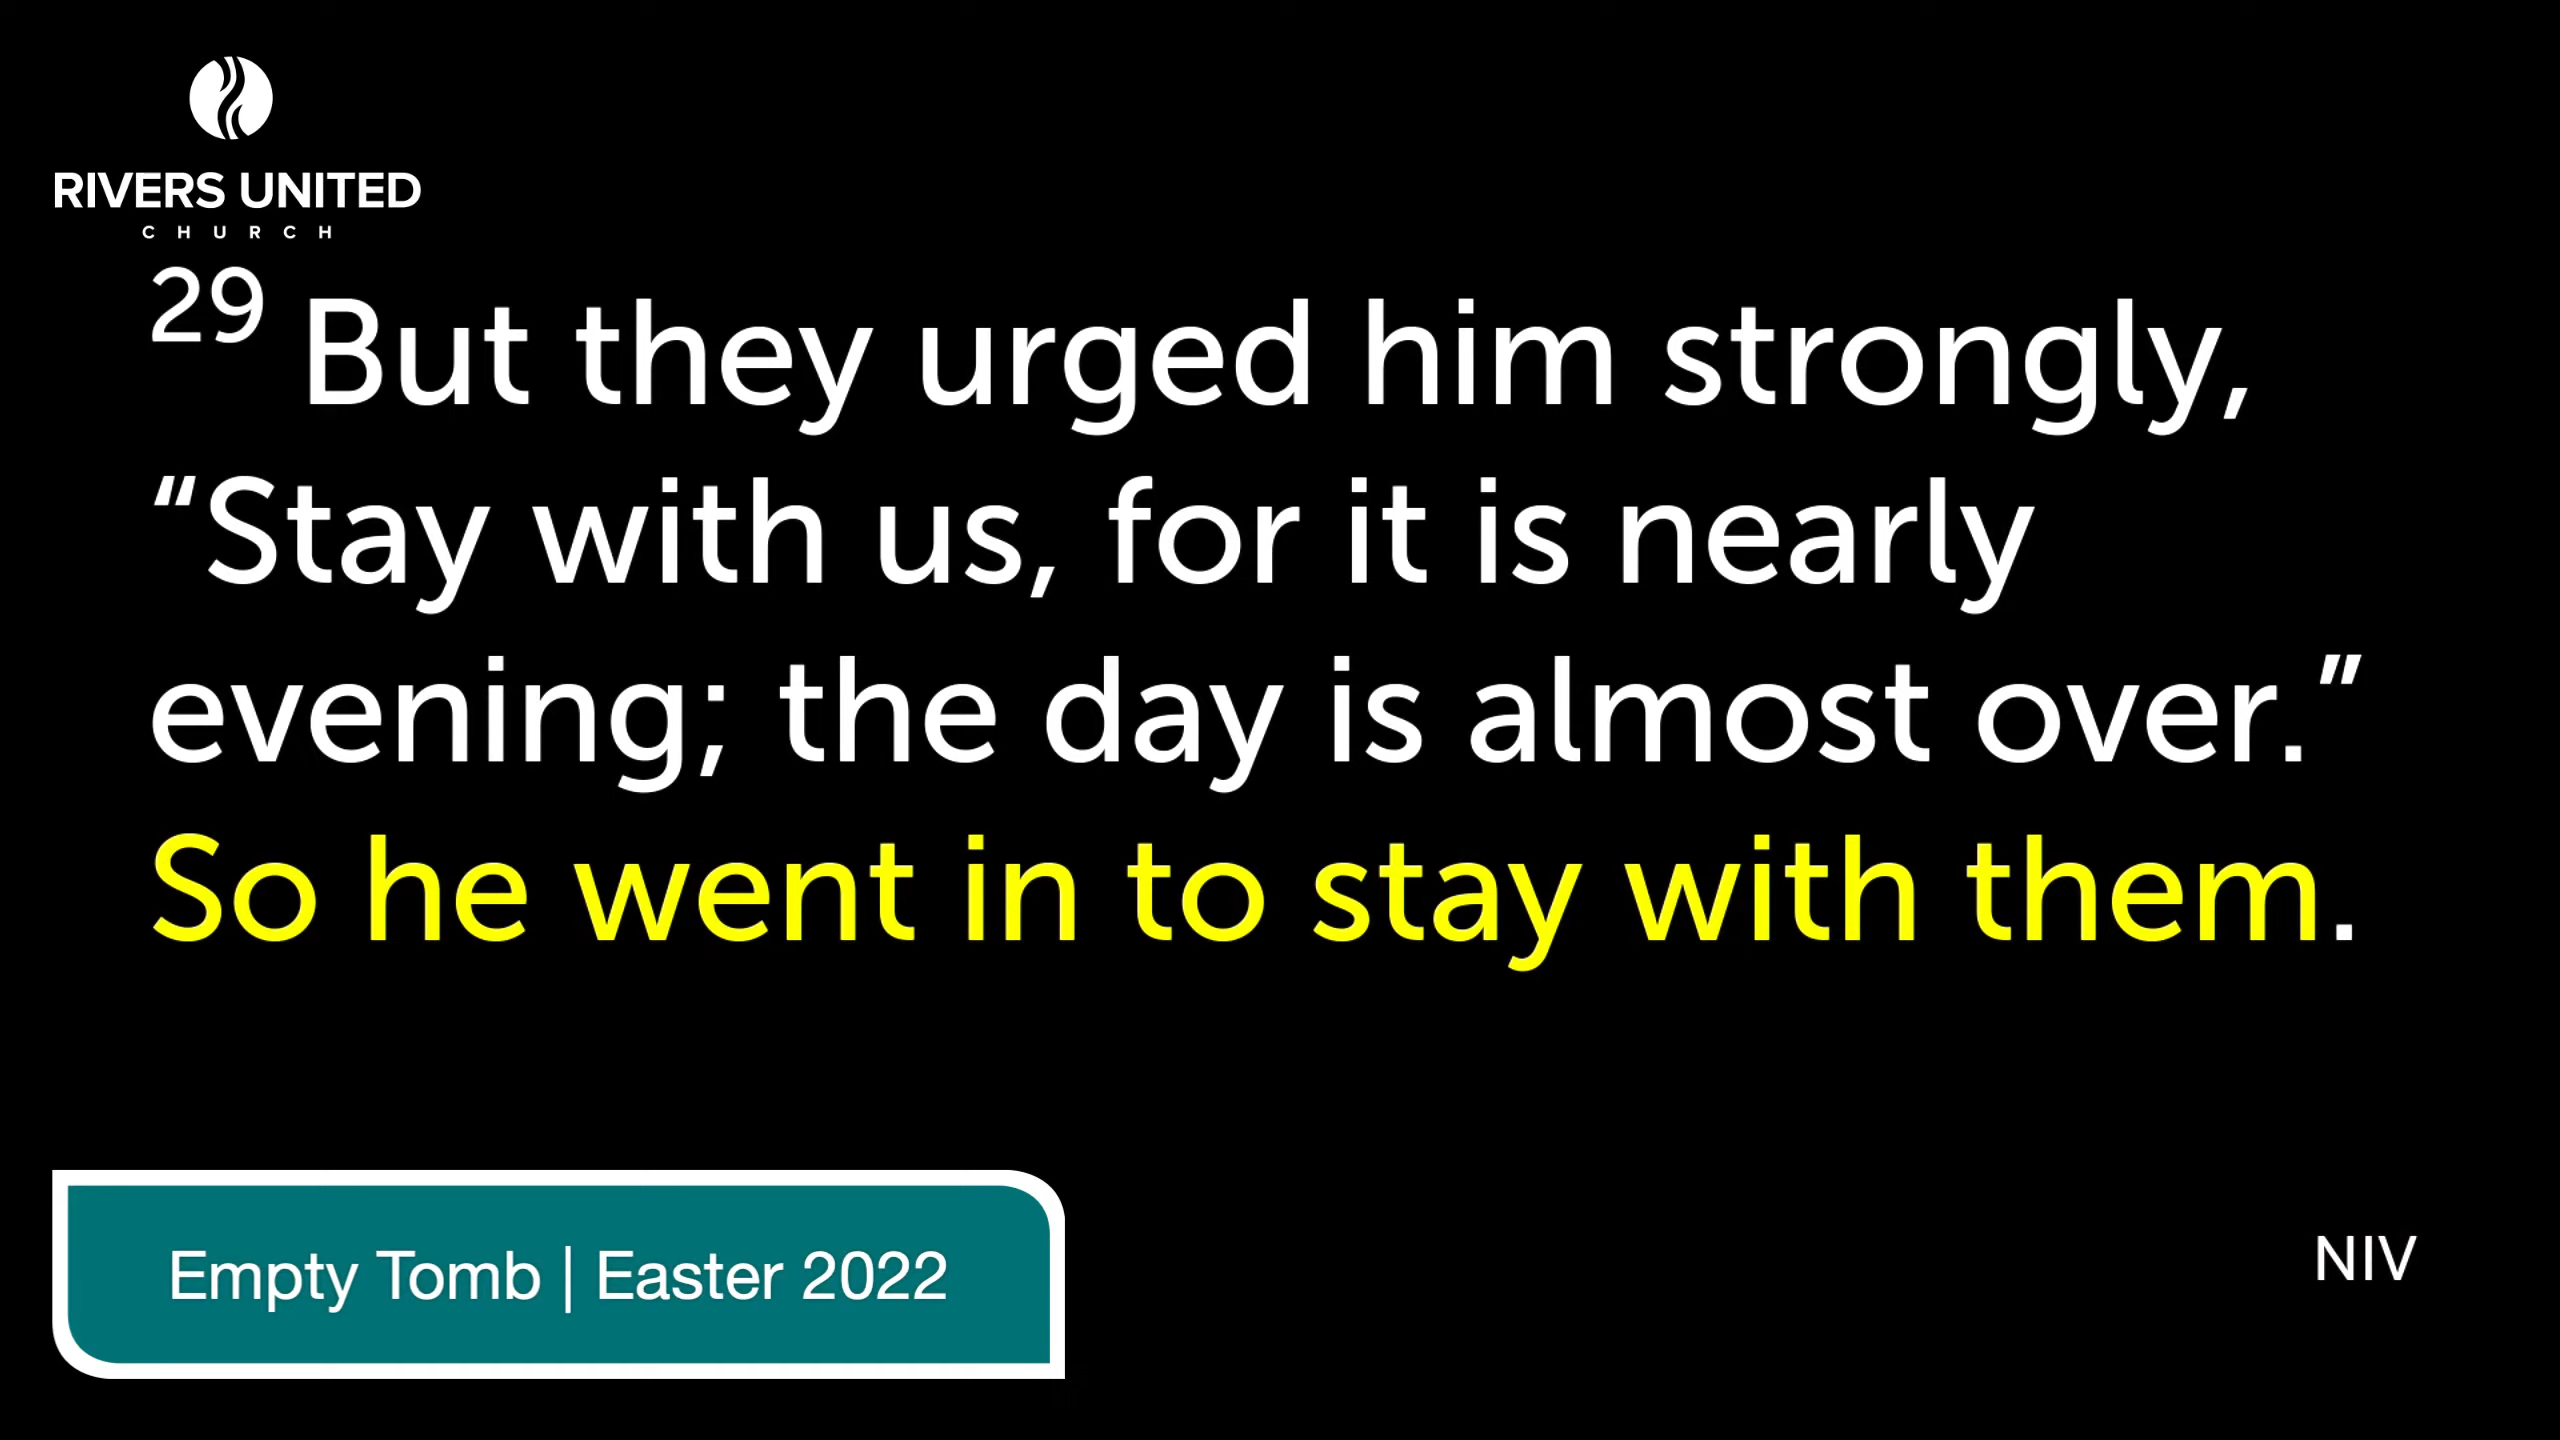 RIVERS UNITED
CHURCH
29 But they urged him strongly,
“Stay with us, for it is nearly
evening; the day is almost over.”
So he went in to stay with them.
Empty Tomb | Easter 2022
NIV